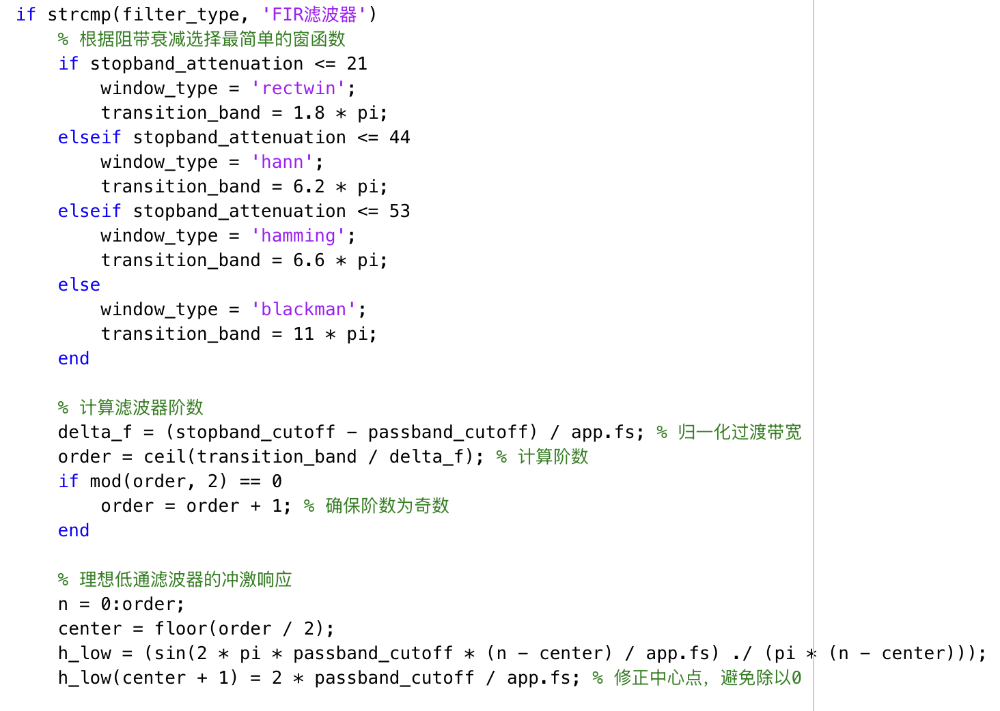 if strcmp(filter_type, 'FIR滤波器')
    % 根据阻带衰减选择最简单的窗函数
    if stopband_attenuation <= 21
        window_type = 'rectwin';
        transition_band = 1.8 * pi;
    elseif stopband_attenuation <= 44
        window_type = 'hann';
        transition_band = 6.2 * pi;
    elseif stopband_attenuation <= 53
        window_type = 'hamming';
        transition_band = 6.6 * pi;
    else
        window_type = 'blackman';
        transition_band = 11 * pi;
    end

    % 计算滤波器阶数
    delta_f = (stopband_cutoff - passband_cutoff) / app.fs; % 归一化过渡带宽
    order = ceil(transition_band / delta_f); % 计算阶数
    if mod(order, 2) == 0
        order = order + 1; % 确保阶数为奇数
    end

    % 理想低通滤波器的冲激响应
    n = 0:order;
    center = floor(order / 2);
    h_low = (sin(2 * pi * passband_cutoff * (n - center) / app.fs) ./ (pi * (n - center)));
    h_low(center + 1) = 2 * passband_cutoff / app.fs; % 修正中心点，避免除以0